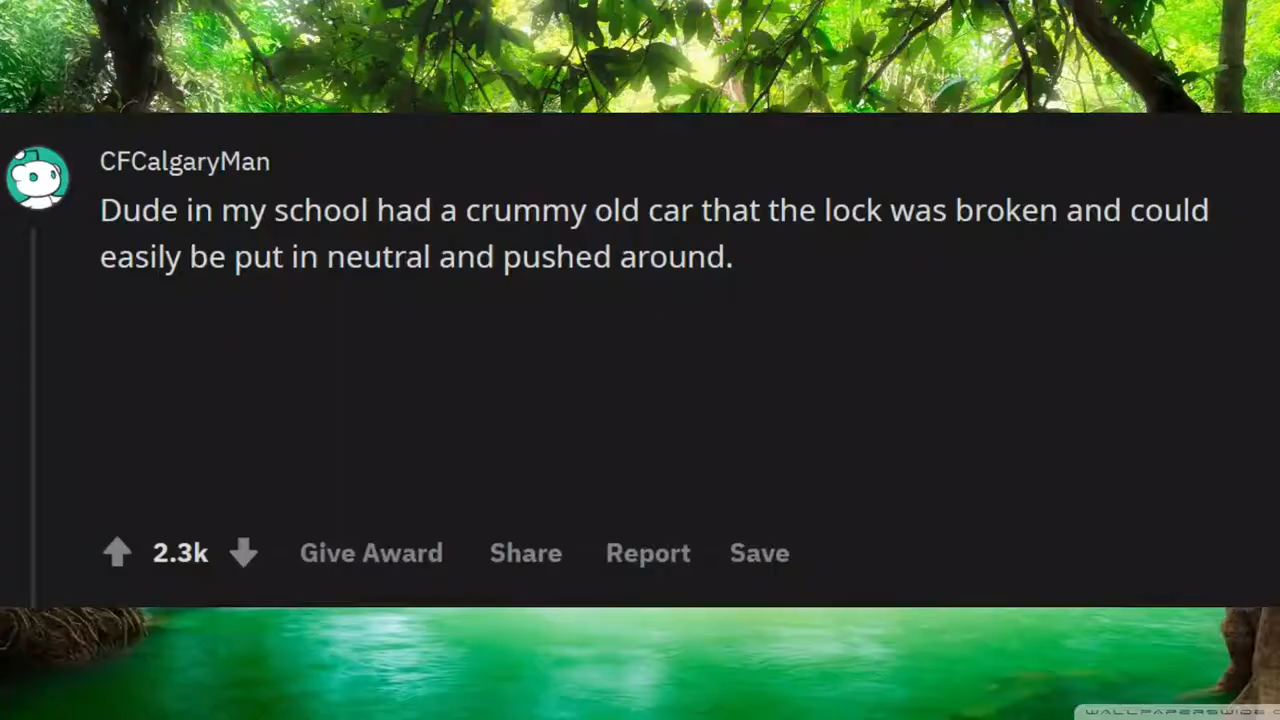 CFCalgaryMan
Dude in my school had a crummy old car that the lock was broken and could
easily be put in neutral and pushed around.
2.3k Give Award Share Report Save
WALLPAPERSWIDE.C